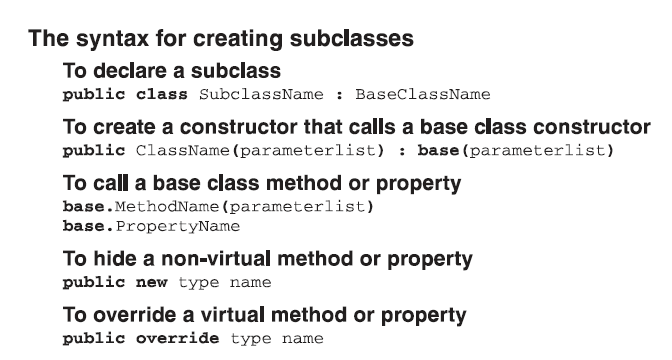 The syntax for creating subclasses
To declare a subclass
public class SubclassName : BaseClassName
To create a constructor that calls a base class constructor
public ClassName(parameterlist) : base(parameterlist)
To call a base class method or property
base.MethodName(parameterlist)
base.PropertyName
To hide a non-virtual method or property
public new type name
To override a virtual method or property
public override type name